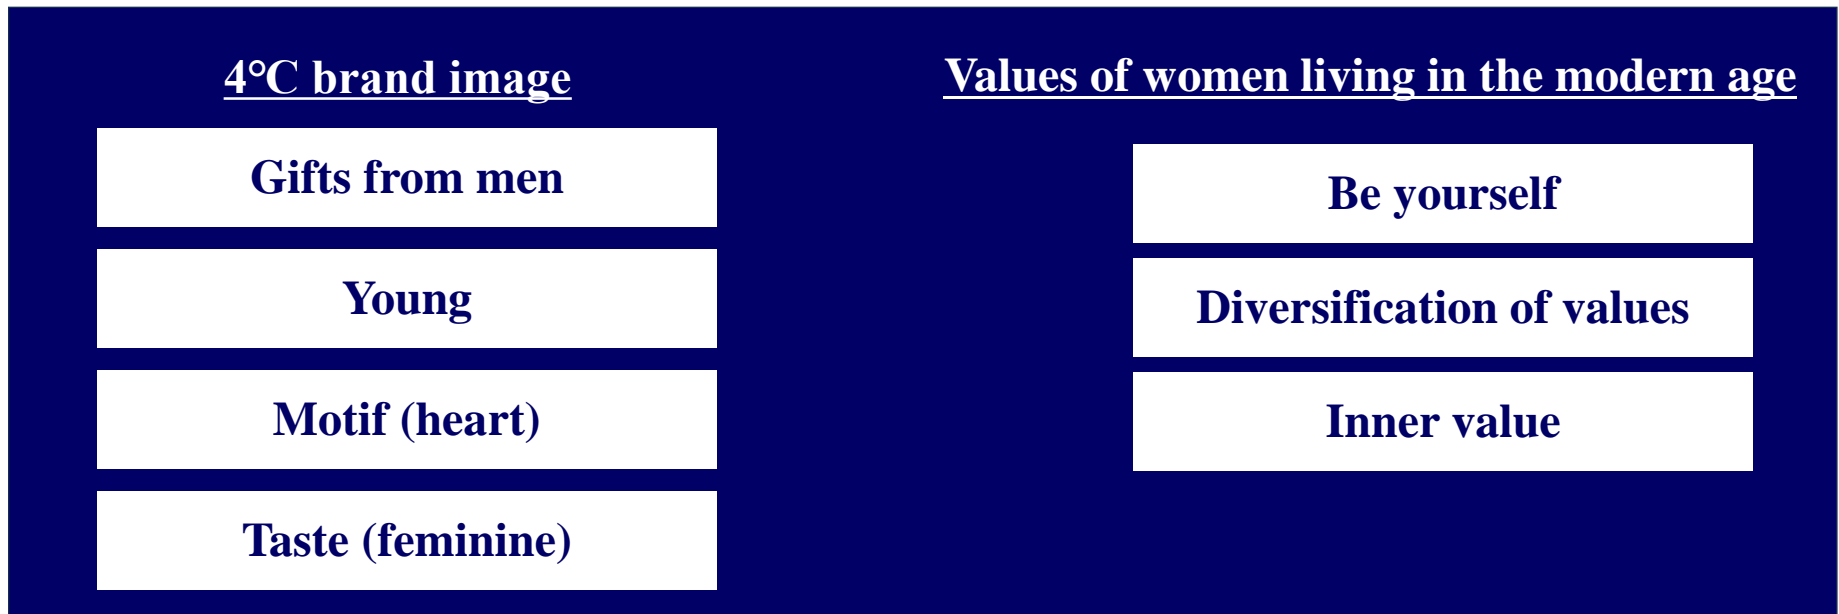 4℃ brand image
Gifts from men
Young
Motif (heart)
Taste (feminine)
Values of women living in the modern age
Be yourself
Diversification of values
Inner value